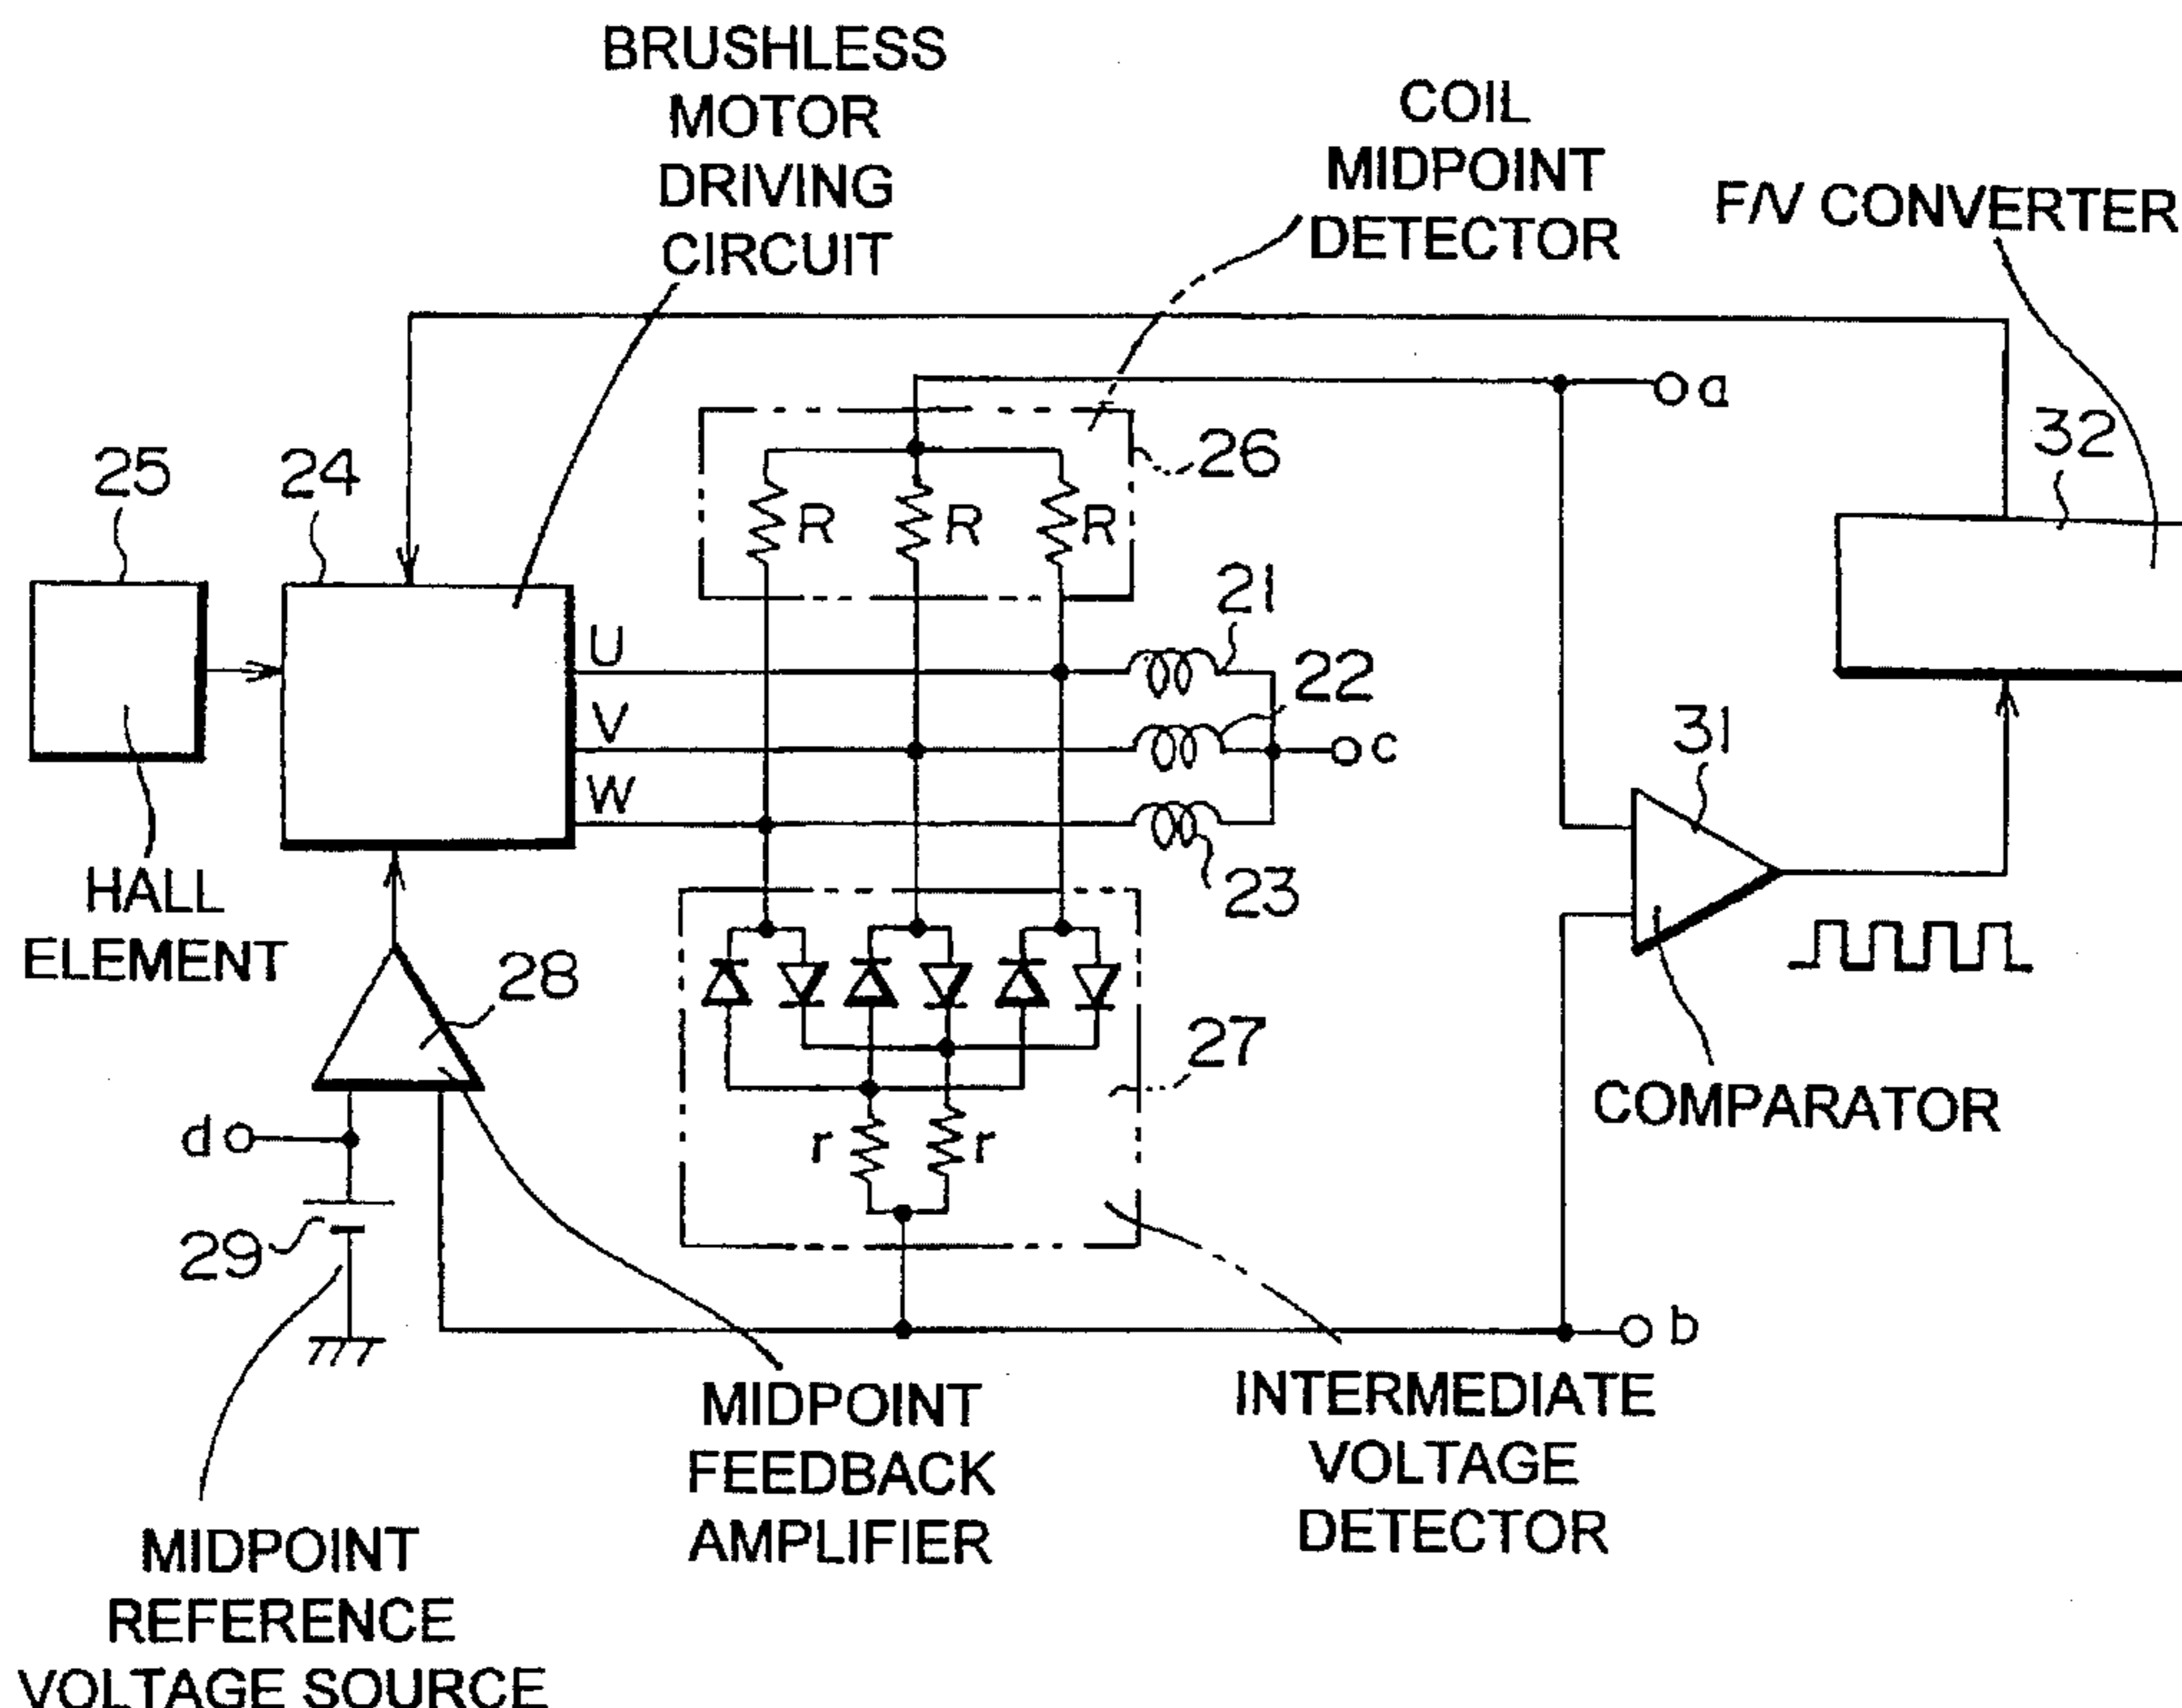 BRUSHLESS
MOTOR
DRIVING
CIRCUIT
COIL
MIDPOINT
DETECTOR
F/V CONVERTER
a
32
26
25
24
R R R
21
U
22
V
c
31
W
23
HALL
ELEMENT
28
27
COMPARATOR
d
r r
29
b
MIDPOINT
FEEDBACK
AMPLIFIER
INTERMEDIATE
VOLTAGE
DETECTOR
MIDPOINT
REFERENCE
VOLTAGE SOURCE